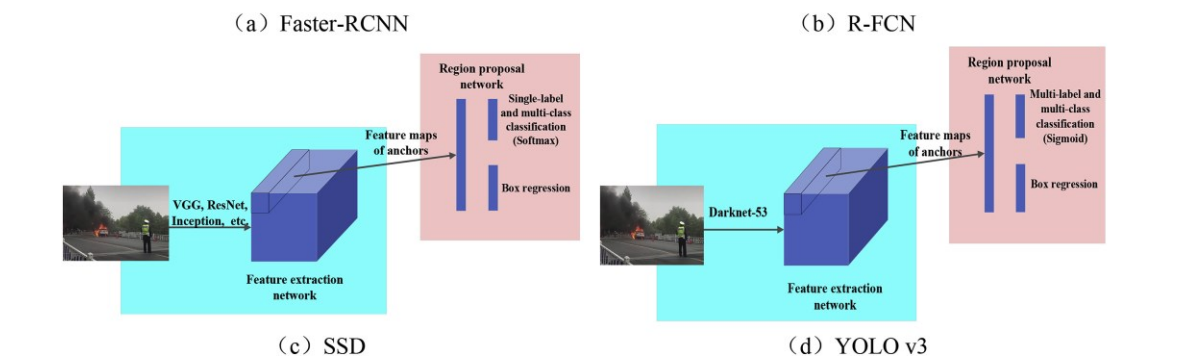 (a) Faster-RCNN
(b) R-FCN
Region proposal
network
Single-label
and multi-class
classification
(Softmax)
Feature maps
of anchors
Box regression
VGG, ResNet,
Inception, etc.
Feature extraction
network
(c) SSD
Region proposal
network
Multi-label and
multi-class
classification
(Sigmoid)
Feature maps
of anchors
Box regression
Darknet-53
Feature extraction
network
(d) YOLO v3